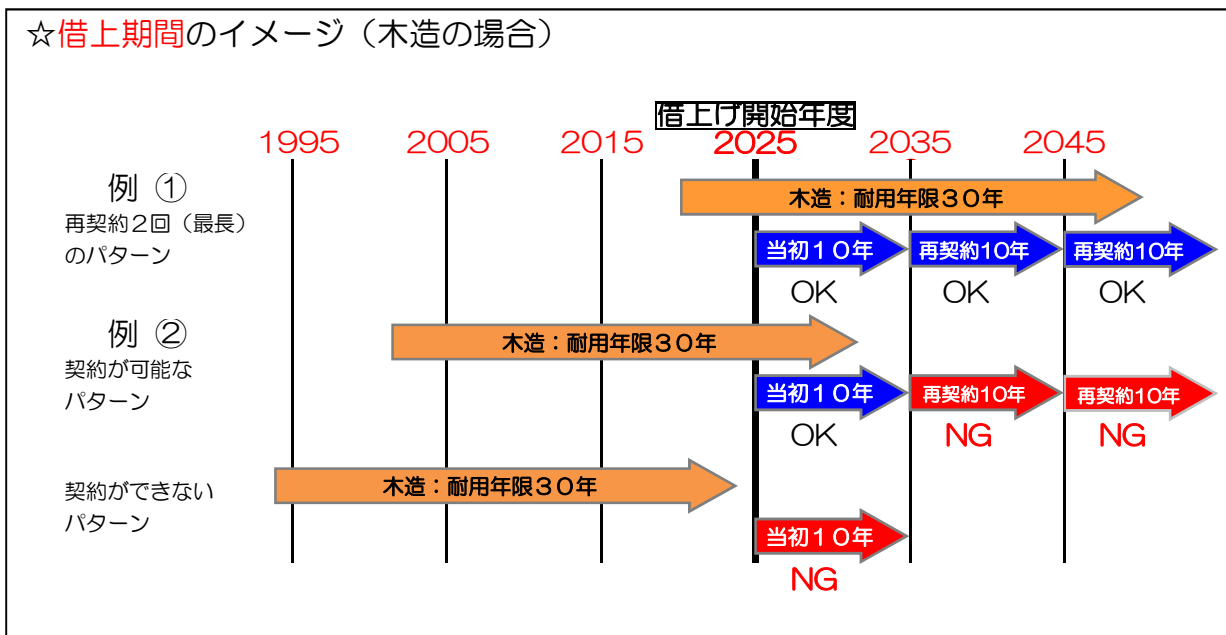 ☆借上期間のイメージ（木造の場合）
借上げ開始年度
1995 2005 2015 2025 2035 2045
例 ①
再契約２回（最長）
のパターン
木造：耐用年限３０年
当初１０年 再契約10年 再契約10年
OK OK OK
例 ②
契約が可能な
パターン
木造：耐用年限３０年
当初１０年 再契約10年 再契約10年
OK NG NG
契約ができない
パターン
木造：耐用年限３０年
当初１０年
NG